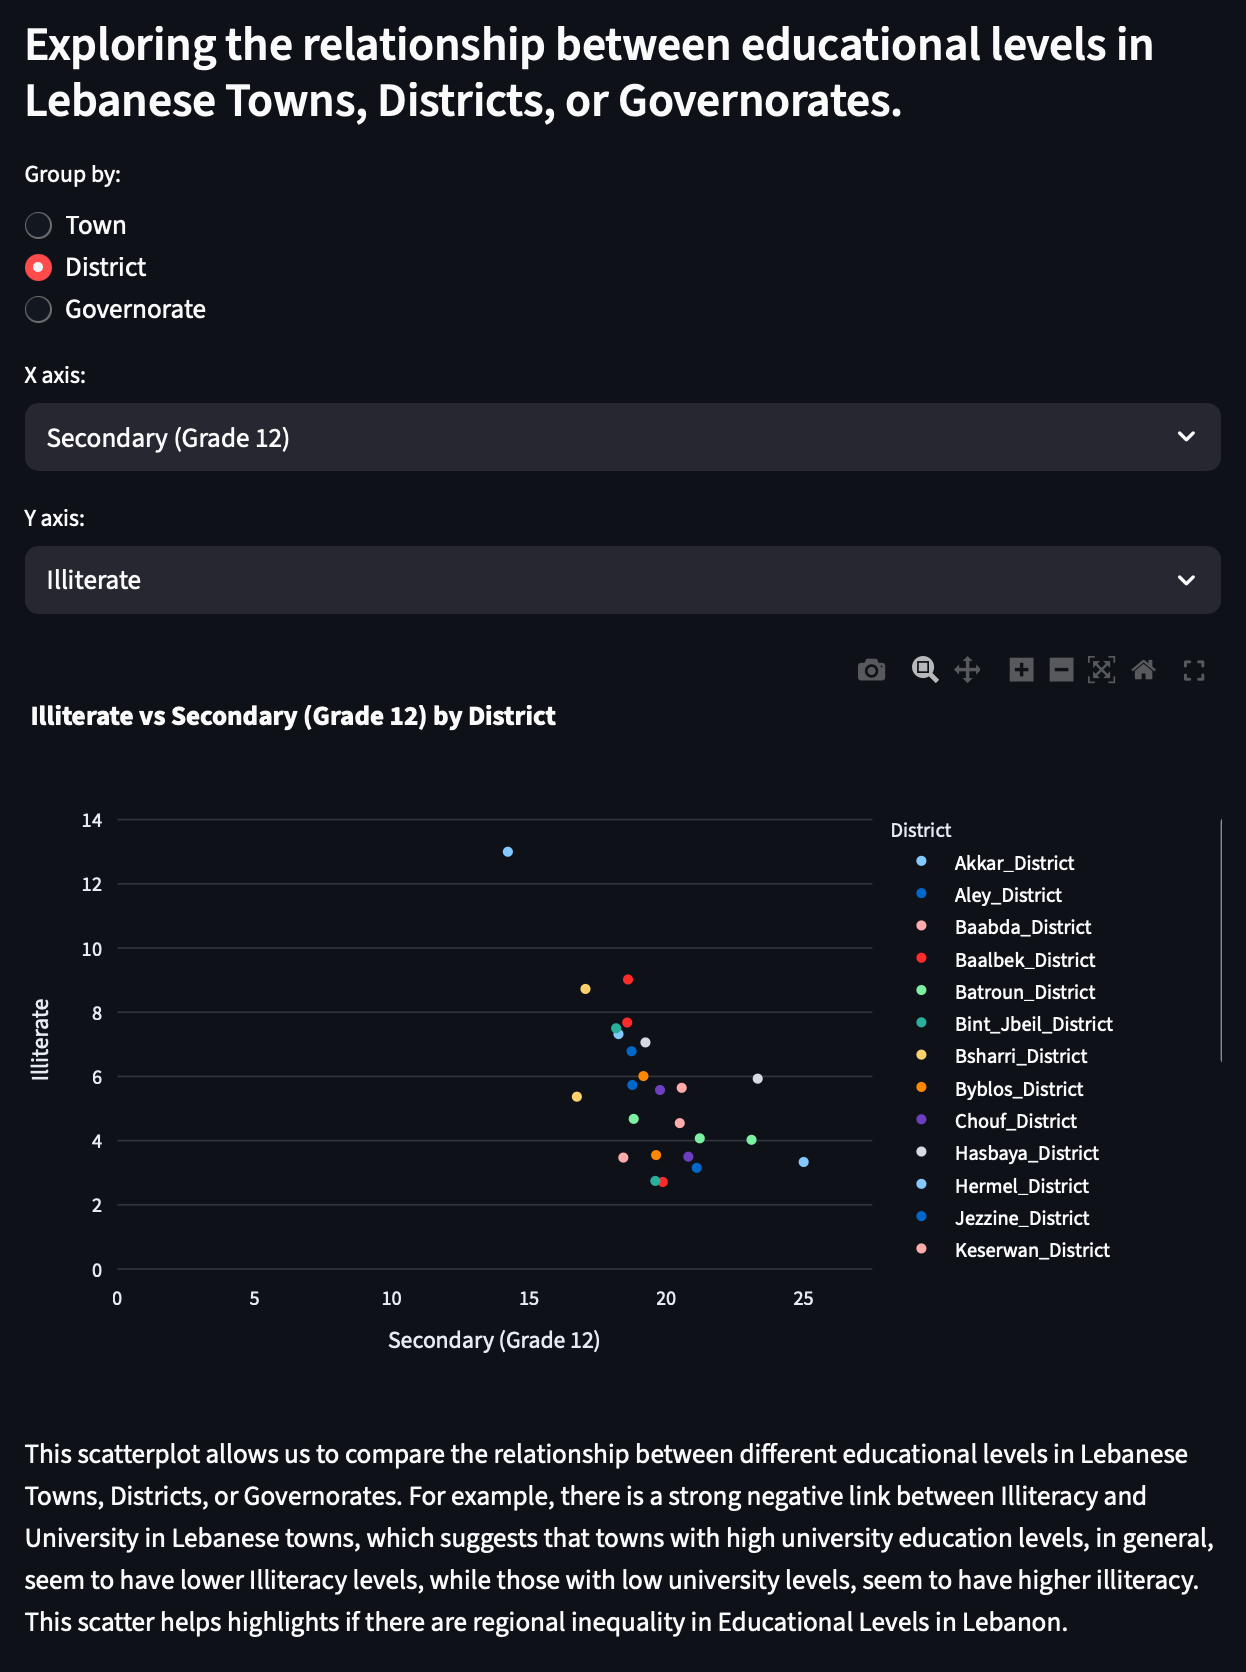 Exploring the relationship between educational levels in
Lebanese Towns, Districts, or Governorates.
Group by:
Town
District
Governorate
X axis:
Secondary (Grade 12)
Y axis:
Illiterate
Illiterate vs Secondary (Grade 12) by District
14
12
10
8
6
4
2
0
Illiterate
0 5 10 15 20 25
Secondary (Grade 12)
District
Akkar_District
Aley_District
Baabda_District
Baalbek_District
Batroun_District
Bint_Jbeil_District
Bsharri_District
Byblos_District
Chouf_District
Hasbaya_District
Hermel_District
Jezzine_District
Keserwan_District
This scatterplot allows us to compare the relationship between different educational levels in Lebanese
Towns, Districts, or Governorates. For example, there is a strong negative link between Illiteracy and
University in Lebanese towns, which suggests that towns with high university education levels, in general,
seem to have lower Illiteracy levels, while those with low university levels, seem to have higher illiteracy.
This scatter helps highlights if there are regional inequality in Educational Levels in Lebanon.